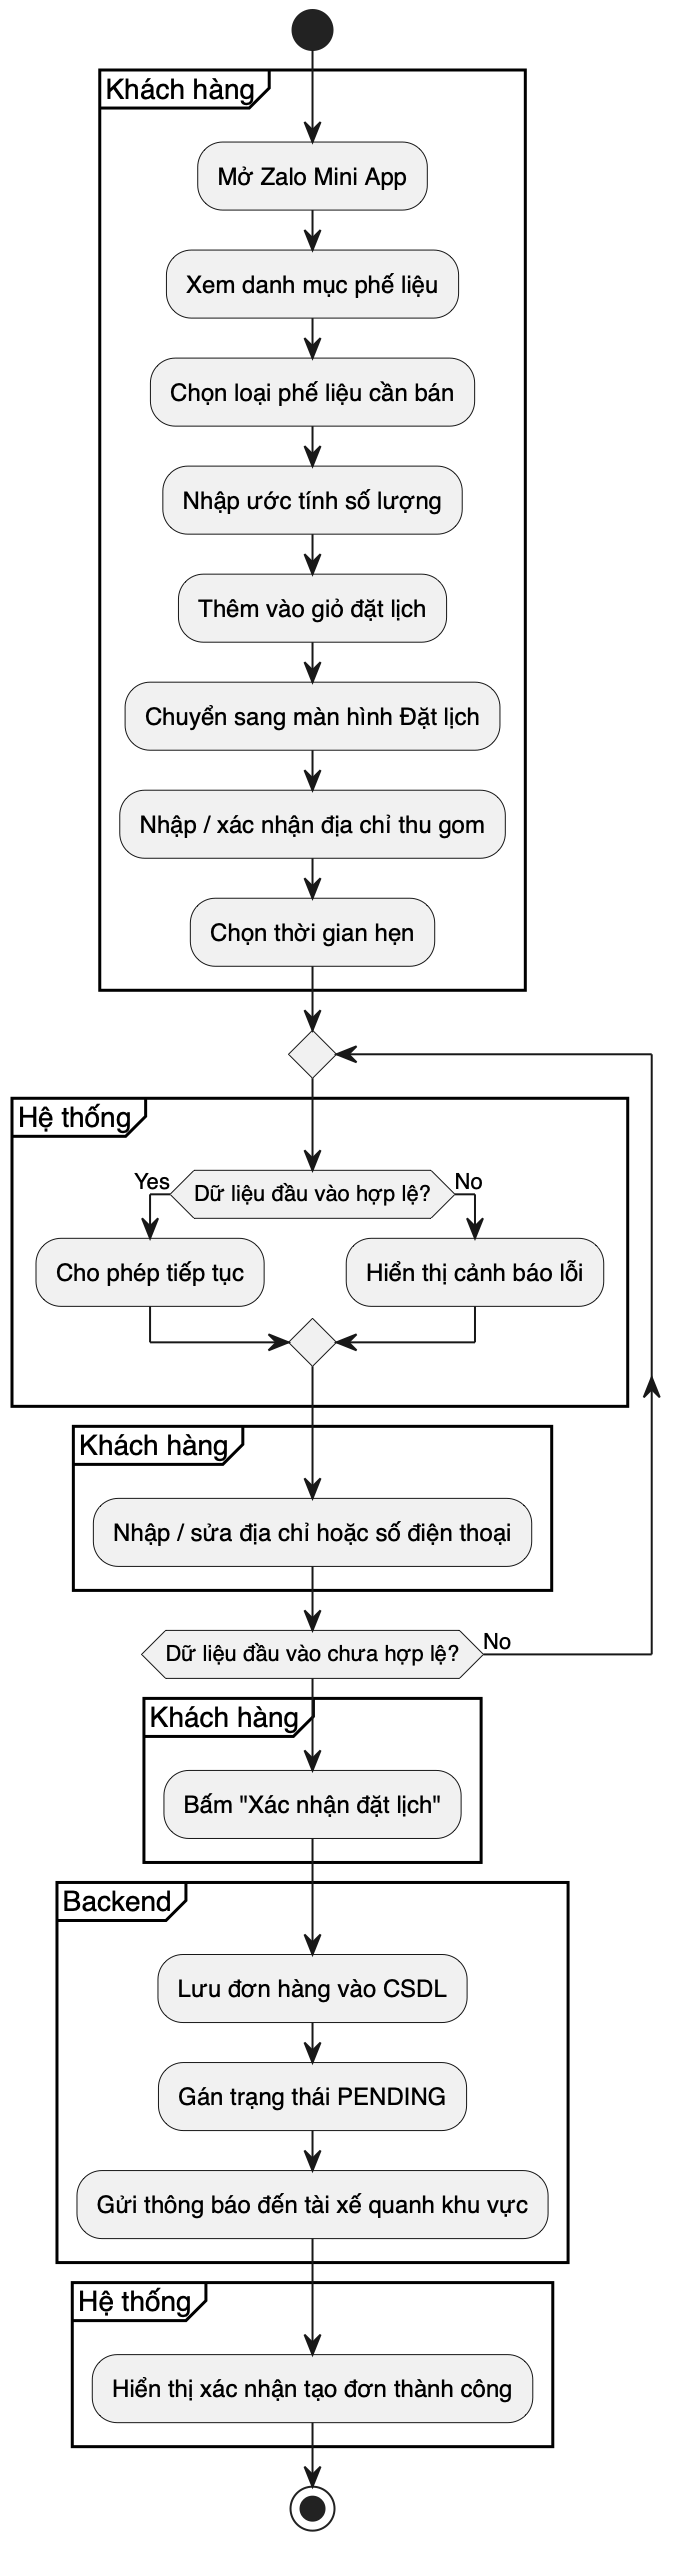 Khách hàng
Mở Zalo Mini App
Xem danh mục phế liệu
Chọn loại phế liệu cần bán
Nhập ước tính số lượng
Thêm vào giỏ đặt lịch
Chuyển sang màn hình Đặt lịch
Nhập / xác nhận địa chỉ thu gom
Chọn thời gian hẹn
Hệ thống
Yes
Dữ liệu đầu vào hợp lệ?
No
Cho phép tiếp tục
Hiển thị cảnh báo lỗi
Khách hàng
Nhập / sửa địa chỉ hoặc số điện thoại
Dữ liệu đầu vào chưa hợp lệ?
No
Khách hàng
Bấm "Xác nhận đặt lịch"
Backend
Lưu đơn hàng vào CSDL
Gán trạng thái PENDING
Gửi thông báo đến tài xế quanh khu vực
Hệ thống
Hiển thị xác nhận tạo đơn thành công